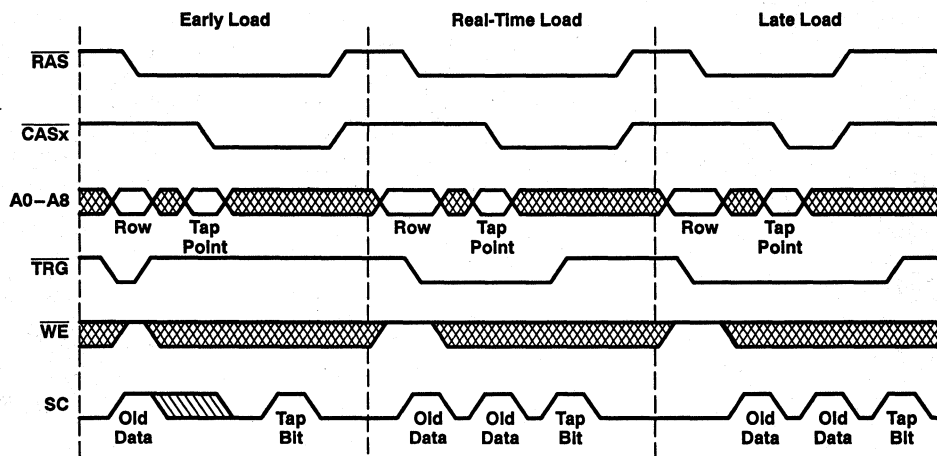 Early Load Real-Time Load Late Load
RAS
CASx
A0–A8
Row Tap Point Row Tap Point Row Tap Point
TRG
WE
SC
Old Data Tap Bit Old Data Old Data Tap Bit Old Data Old Data Tap Bit